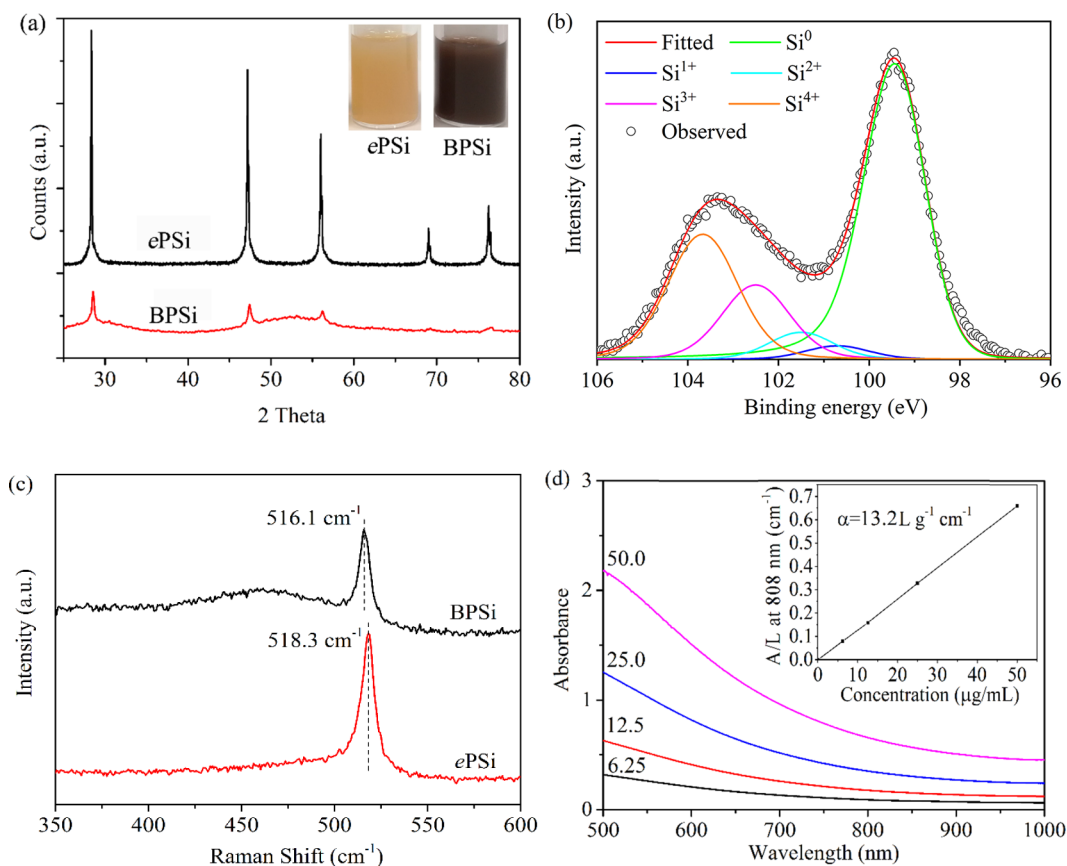 (a)
Counts (a.u.)
ePSi
BPSi
ePSi
BPSi
30 40 50 60 70 80
2 Theta
(b)
Intensity (a.u.)
Fitted
Si⁰
Si¹⁺
Si²⁺
Si³⁺
Si⁴⁺
Observed
106 104 102 100 98 96
Binding energy (eV)
(c)
Intensity (a.u.)
516.1 cm⁻¹
BPSi
518.3 cm⁻¹
ePSi
350 400 450 500 550 600
Raman Shift (cm⁻¹)
(d)
Absorbance
3
2
1
0
50.0
25.0
12.5
6.25
500 600 700 800 900 1000
Wavelength (nm)
A/L at 808 nm (cm⁻¹)
0.7
0.6
0.5
0.4
0.3
0.2
0.1
0.0
α=13.2L g⁻¹ cm⁻¹
0 10 20 30 40 50
Concentration (μg/mL)